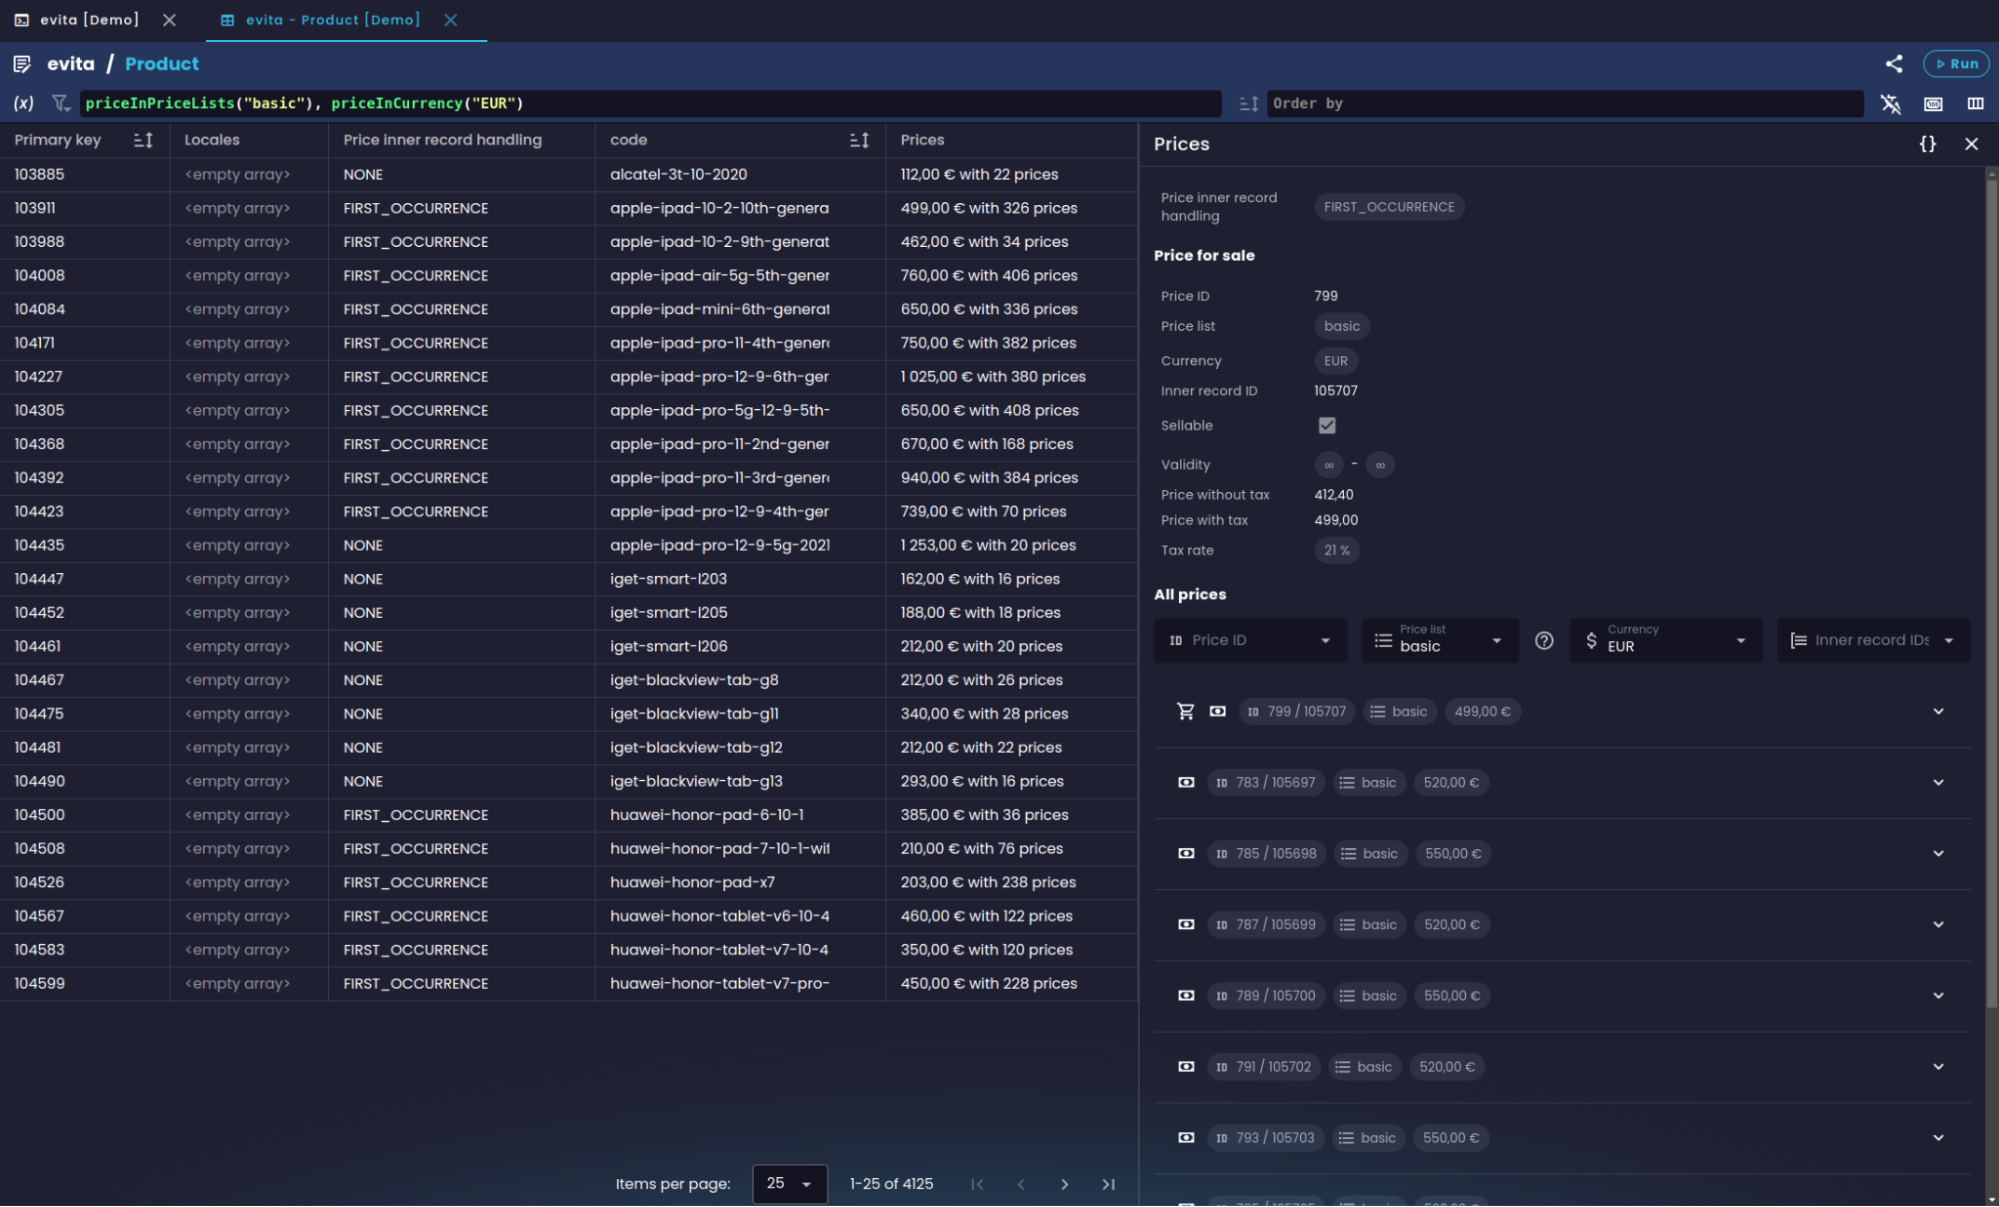 evita [Demo]
evita - Product [Demo]
evita / Product
Run
(x) priceInPriceLists("basic"), priceInCurrency("EUR")
Order by
Primary key Locales Price inner record handling code Prices
103885 <empty array> NONE alcatel-3t-10-2020 112,00 € with 22 prices
103911 <empty array> FIRST_OCCURRENCE apple-ipad-10-2-10th-genera 499,00 € with 326 prices
103988 <empty array> FIRST_OCCURRENCE apple-ipad-10-2-9th-generat 462,00 € with 34 prices
104008 <empty array> FIRST_OCCURRENCE apple-ipad-air-5g-5th-gener 760,00 € with 406 prices
104084 <empty array> FIRST_OCCURRENCE apple-ipad-mini-6th-generat 650,00 € with 336 prices
104171 <empty array> FIRST_OCCURRENCE apple-ipad-pro-11-4th-genera 750,00 € with 382 prices
104227 <empty array> FIRST_OCCURRENCE apple-ipad-pro-12-9-6th-ger 1 025,00 € with 380 prices
104305 <empty array> FIRST_OCCURRENCE apple-ipad-pro-5g-12-9-5th- 650,00 € with 408 prices
104368 <empty array> FIRST_OCCURRENCE apple-ipad-pro-11-2nd-gener 670,00 € with 168 prices
104392 <empty array> FIRST_OCCURRENCE apple-ipad-pro-11-3rd-genera 940,00 € with 384 prices
104423 <empty array> FIRST_OCCURRENCE apple-ipad-pro-12-9-4th-ger 739,00 € with 70 prices
104435 <empty array> NONE apple-ipad-pro-12-9-5g-2021 1 253,00 € with 20 prices
104447 <empty array> NONE iget-smart-l203 162,00 € with 16 prices
104452 <empty array> NONE iget-smart-l205 188,00 € with 18 prices
104461 <empty array> NONE iget-smart-l206 212,00 € with 20 prices
104467 <empty array> NONE iget-blackview-tab-g8 212,00 € with 26 prices
104475 <empty array> NONE iget-blackview-tab-g11 340,00 € with 28 prices
104481 <empty array> NONE iget-blackview-tab-g12 212,00 € with 22 prices
104490 <empty array> NONE iget-blackview-tab-g13 293,00 € with 16 prices
104500 <empty array> FIRST_OCCURRENCE huawei-honor-pad-6-10-1 385,00 € with 36 prices
104508 <empty array> FIRST_OCCURRENCE huawei-honor-pad-7-10-1-wif 210,00 € with 76 prices
104526 <empty array> FIRST_OCCURRENCE huawei-honor-pad-x7 203,00 € with 238 prices
104567 <empty array> FIRST_OCCURRENCE huawei-honor-tablet-v6-10-4 460,00 € with 122 prices
104583 <empty array> FIRST_OCCURRENCE huawei-honor-tablet-v7-10-4 350,00 € with 120 prices
104599 <empty array> FIRST_OCCURRENCE huawei-honor-tablet-v7-pro- 450,00 € with 228 prices
Items per page: 25 1-25 of 4125
Prices {}
Price inner record
handling
FIRST_OCCURRENCE
Price for sale
Price ID 799
Price list basic
Currency EUR
Inner record ID 105707
Sellable
Validity ∞ - ∞
Price without tax 412,40
Price with tax 499,00
Tax rate 21 %
All prices
ID Price ID
Price list
basic
Currency
EUR
Inner record IDs
ID 799 / 105707 basic 499,00 €
ID 783 / 105697 basic 520,00 €
ID 785 / 105698 basic 550,00 €
ID 787 / 105699 basic 520,00 €
ID 789 / 105700 basic 550,00 €
ID 791 / 105702 basic 520,00 €
ID 793 / 105703 basic 550,00 €